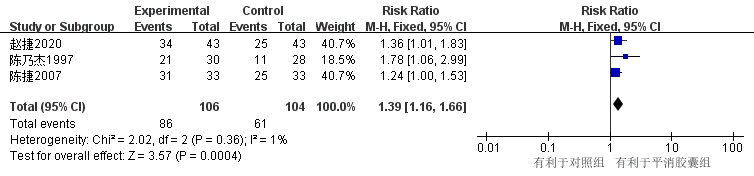 Experimental Control Risk Ratio Risk Ratio
Study or Subgroup Events Total Events Total Weight M-H, Fixed, 95% CI M-H, Fixed, 95% CI
赵捷2020 34 43 25 43 40.7% 1.36 [1.01, 1.83]
陈乃杰1997 21 30 11 28 18.5% 1.78 [1.06, 2.99]
陈捷2007 31 33 25 33 40.7% 1.24 [1.00, 1.53]
Total (95% CI) 106 104 100.0% 1.39 [1.16, 1.66]
Total events 86 61
Heterogeneity: Chi² = 2.02, df = 2 (P = 0.36); I² = 1%
Test for overall effect: Z = 3.57 (P = 0.0004)
0.01 0.1 1 10 100
有利于对照组 有利于平消胶囊组